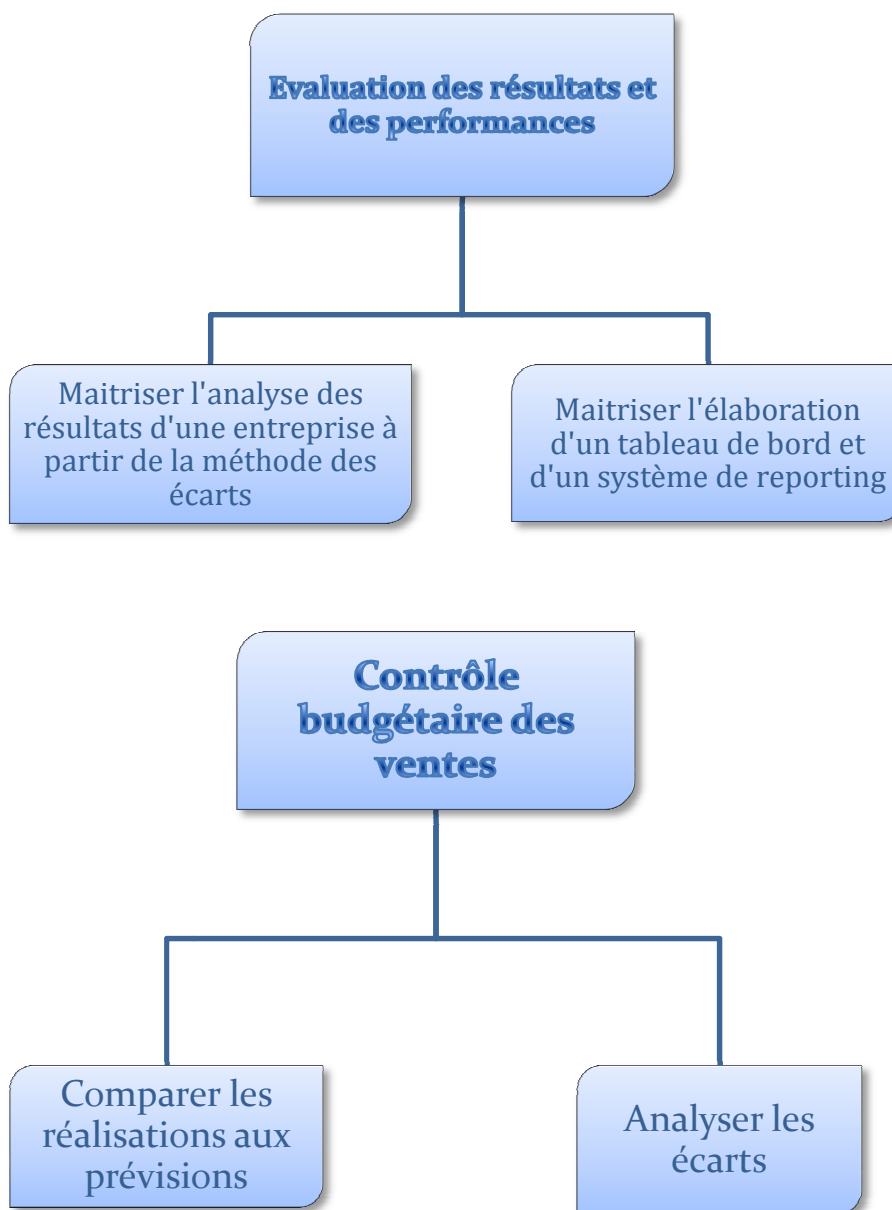 Evaluation des résultats et
des performances
Maitriser l'analyse des
résultats d'une entreprise à
partir de la méthode des
écarts
Maitriser l'élaboration
d'un tableau de bord et
d'un système de reporting
Contrôle
budgétaire des
ventes
Comparer les
réalisations aux
prévisions
Analyser les
écarts